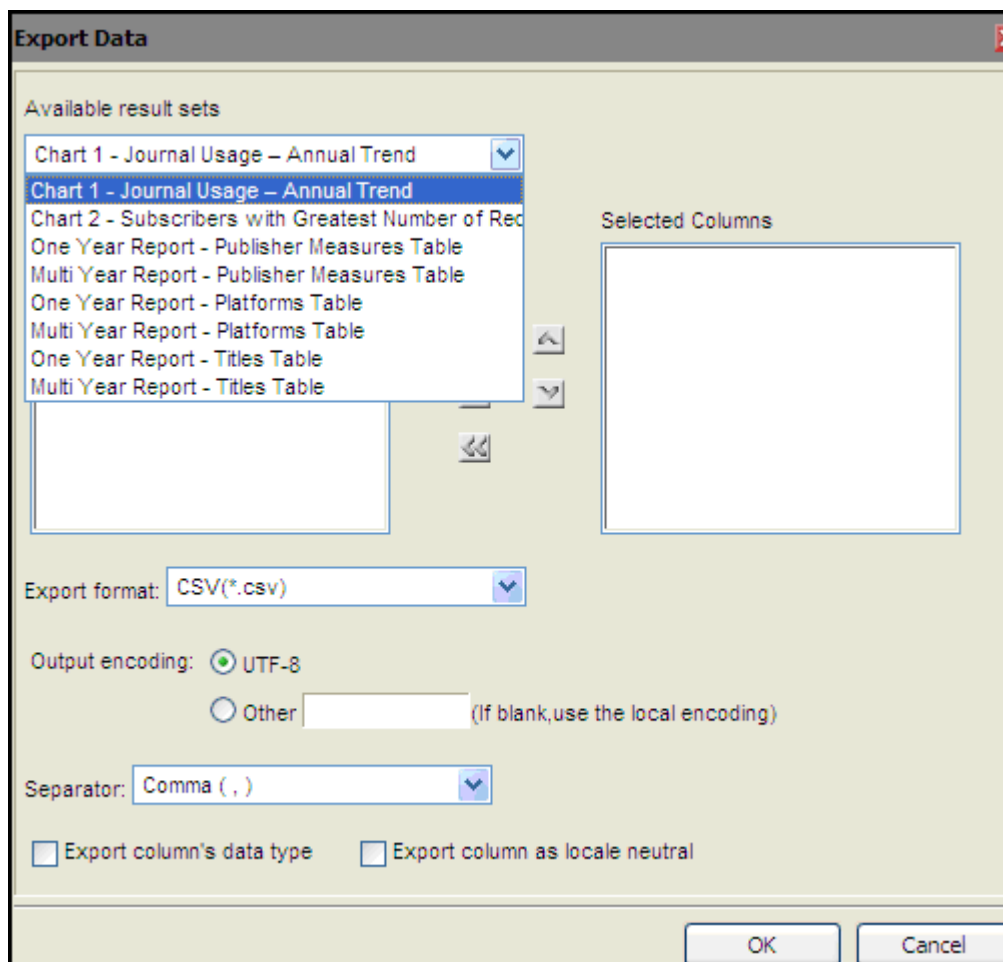 Export Data
Available result sets
Chart 1 - Journal Usage – Annual Trend
Chart 1 - Journal Usage – Annual Trend
Chart 2 - Subscribers with Greatest Number of Rec
One Year Report - Publisher Measures Table
Multi Year Report - Publisher Measures Table
One Year Report - Platforms Table
Multi Year Report - Platforms Table
One Year Report - Titles Table
Multi Year Report - Titles Table
Selected Columns
Export format: CSV(*.csv)
Output encoding: UTF-8
Other (If blank,use the local encoding)
Separator: Comma ( , )
Export column's data type Export column as locale neutral
OK Cancel